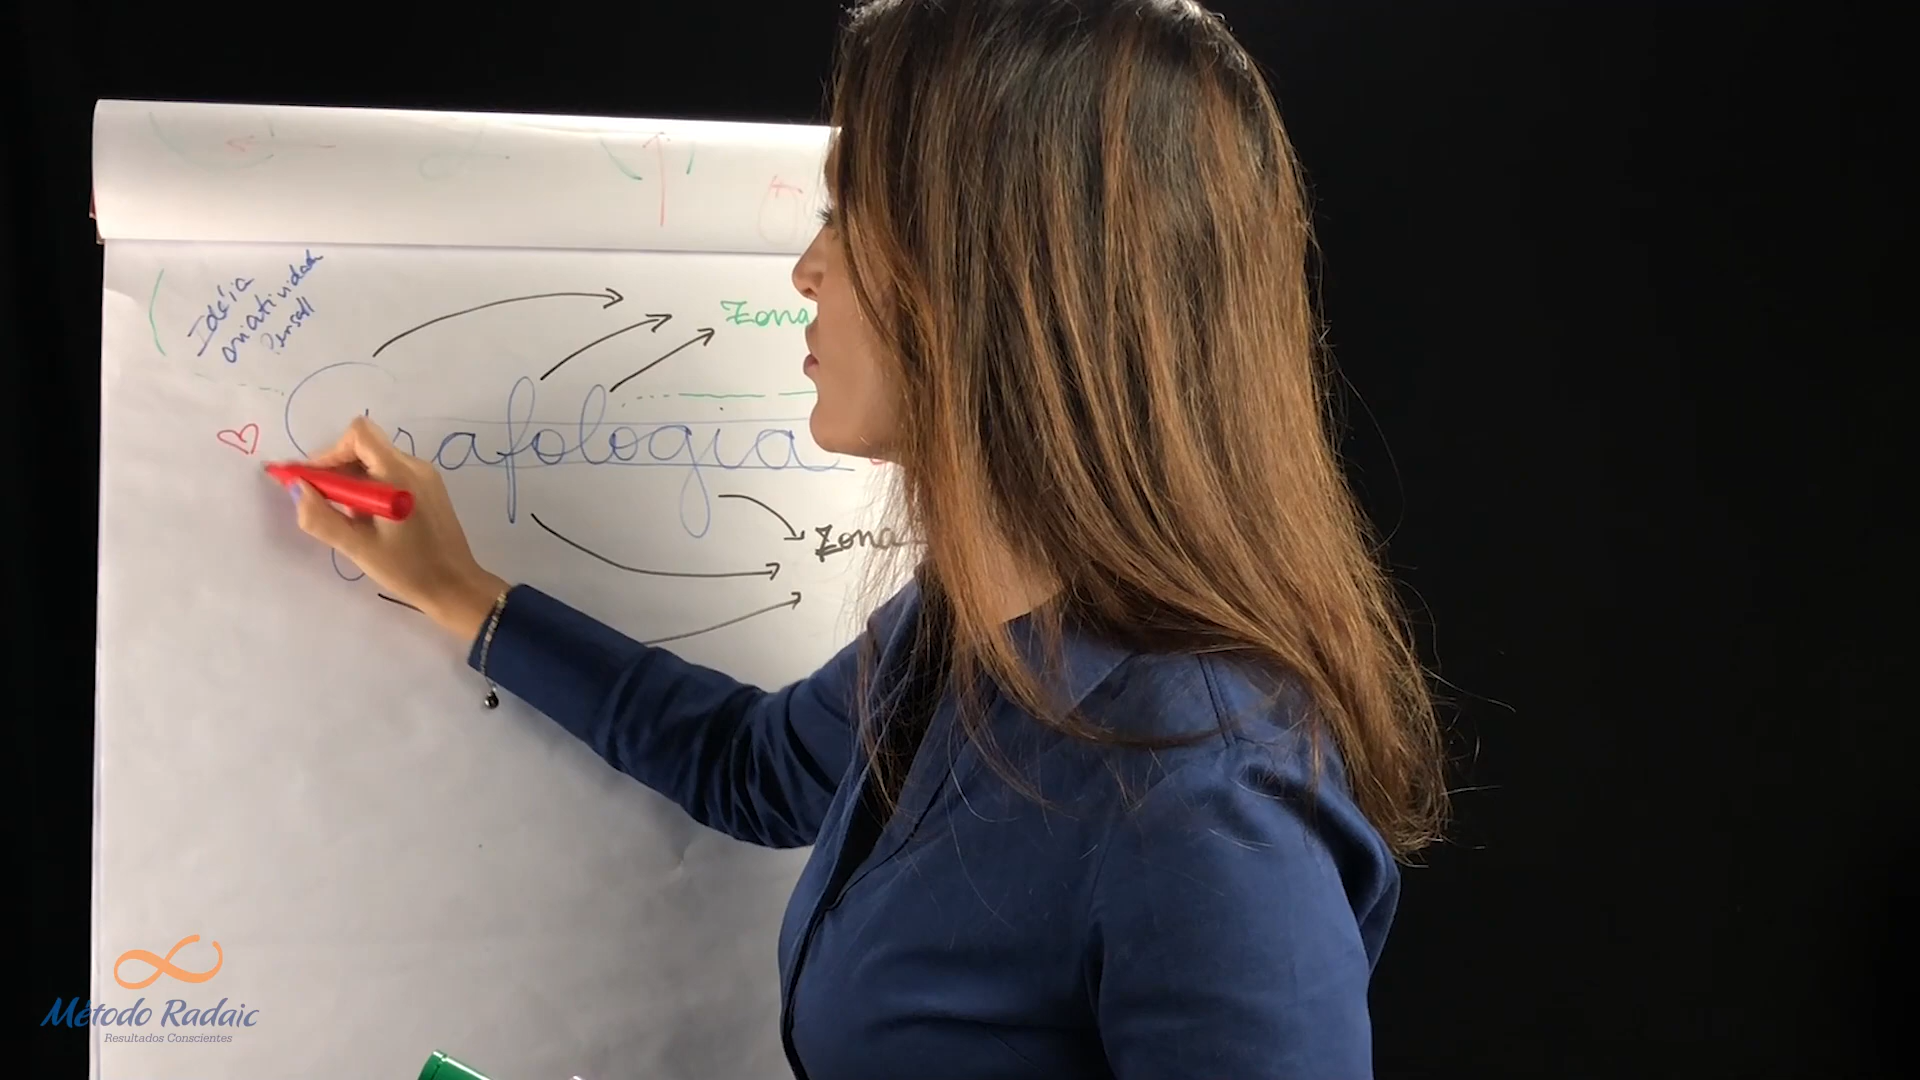 Idéia
criatividade
Zona
Grafologia
Zona
Método Radaic
Resultados Conscientes